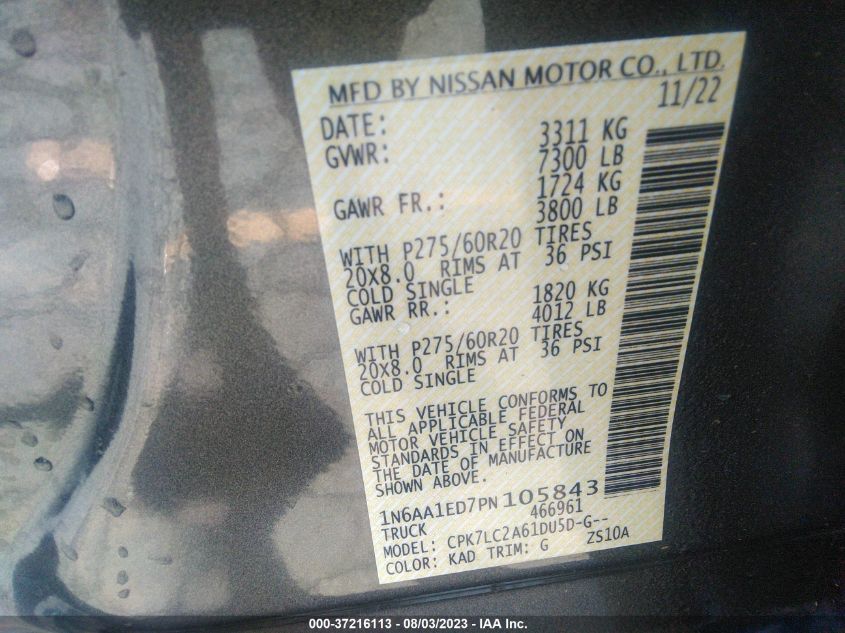 MFD BY NISSAN MOTOR CO., LTD.
DATE: 11/22
GVWR: 3311 KG
7300 LB
GAWR FR.: 1724 KG
3800 LB
WITH P275/60R20 TIRES
20X8.0 RIMS AT 36 PSI
COLD SINGLE
GAWR RR.: 1820 KG
4012 LB
WITH P275/60R20 TIRES
20X8.0 RIMS AT 36 PSI
COLD SINGLE
THIS VEHICLE CONFORMS TO
ALL APPLICABLE FEDERAL
MOTOR VEHICLE SAFETY
STANDARDS IN EFFECT ON
THE DATE OF MANUFACTURE
SHOWN ABOVE.
1N6AA1ED7PN105843
TRUCK 466961
MODEL: CPK7LC2A61DU5D-G--
COLOR: KAD TRIM: G ZS10A
000-37216113 - 08/03/2023 - IAA Inc.